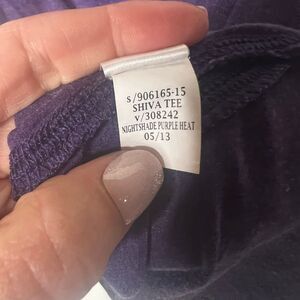 s/906165-15
SHIVA TEE
v/308242
NIGHTSHADE PURPLE HEAT
05/13